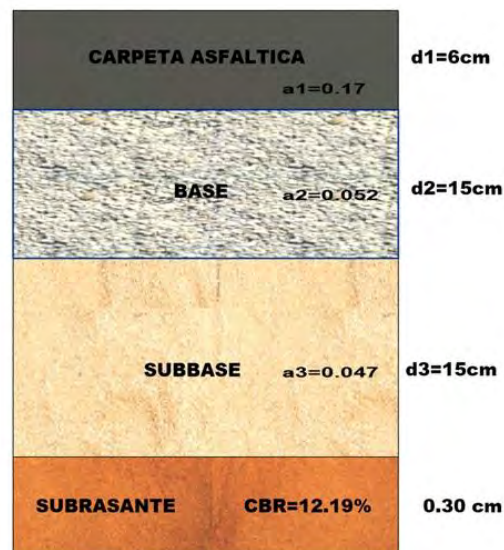 CARPETA ASFALTICA d1=6cm
a1=0.17
BASE a2=0.052 d2=15cm
SUBBASE a3=0.047 d3=15cm
SUBRASANTE CBR=12.19% 0.30 cm